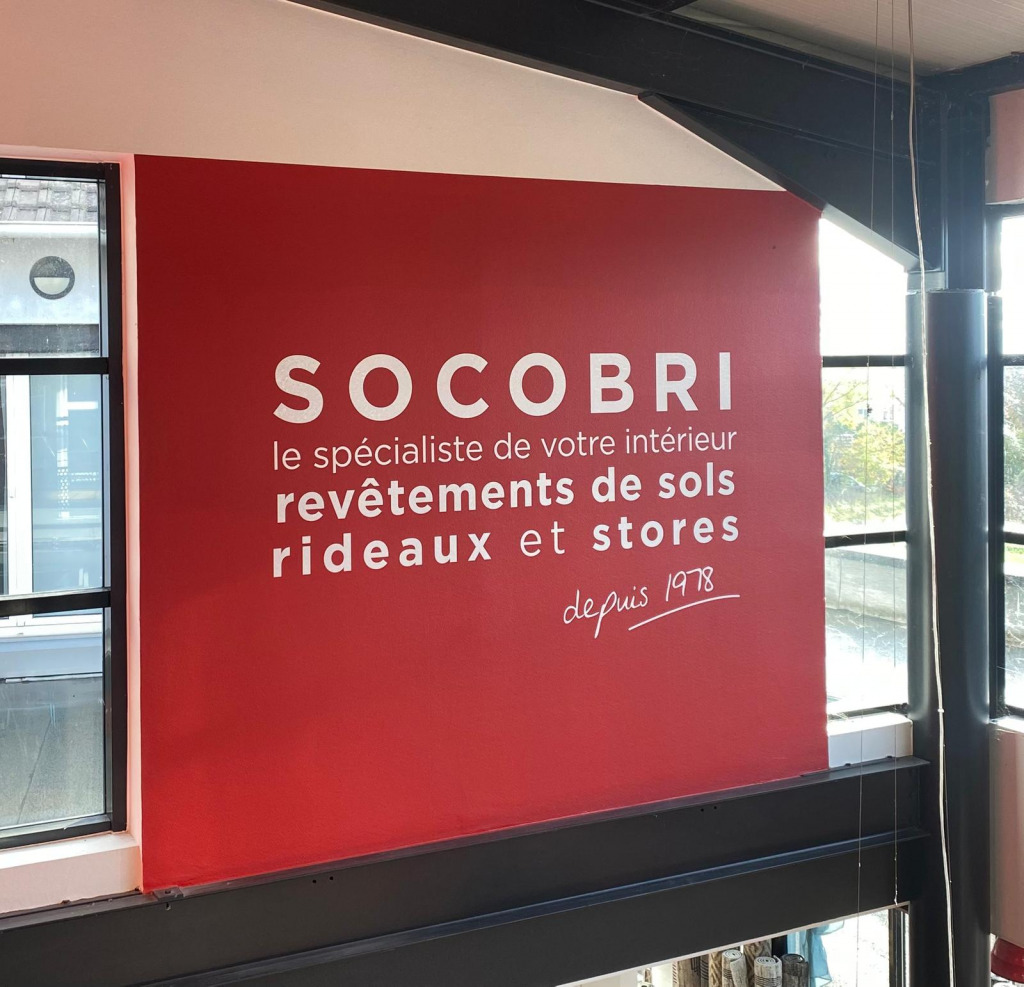 SOCOBRI
le spécialiste de votre intérieur
revêtements de sols
rideaux et stores
depuis 1978